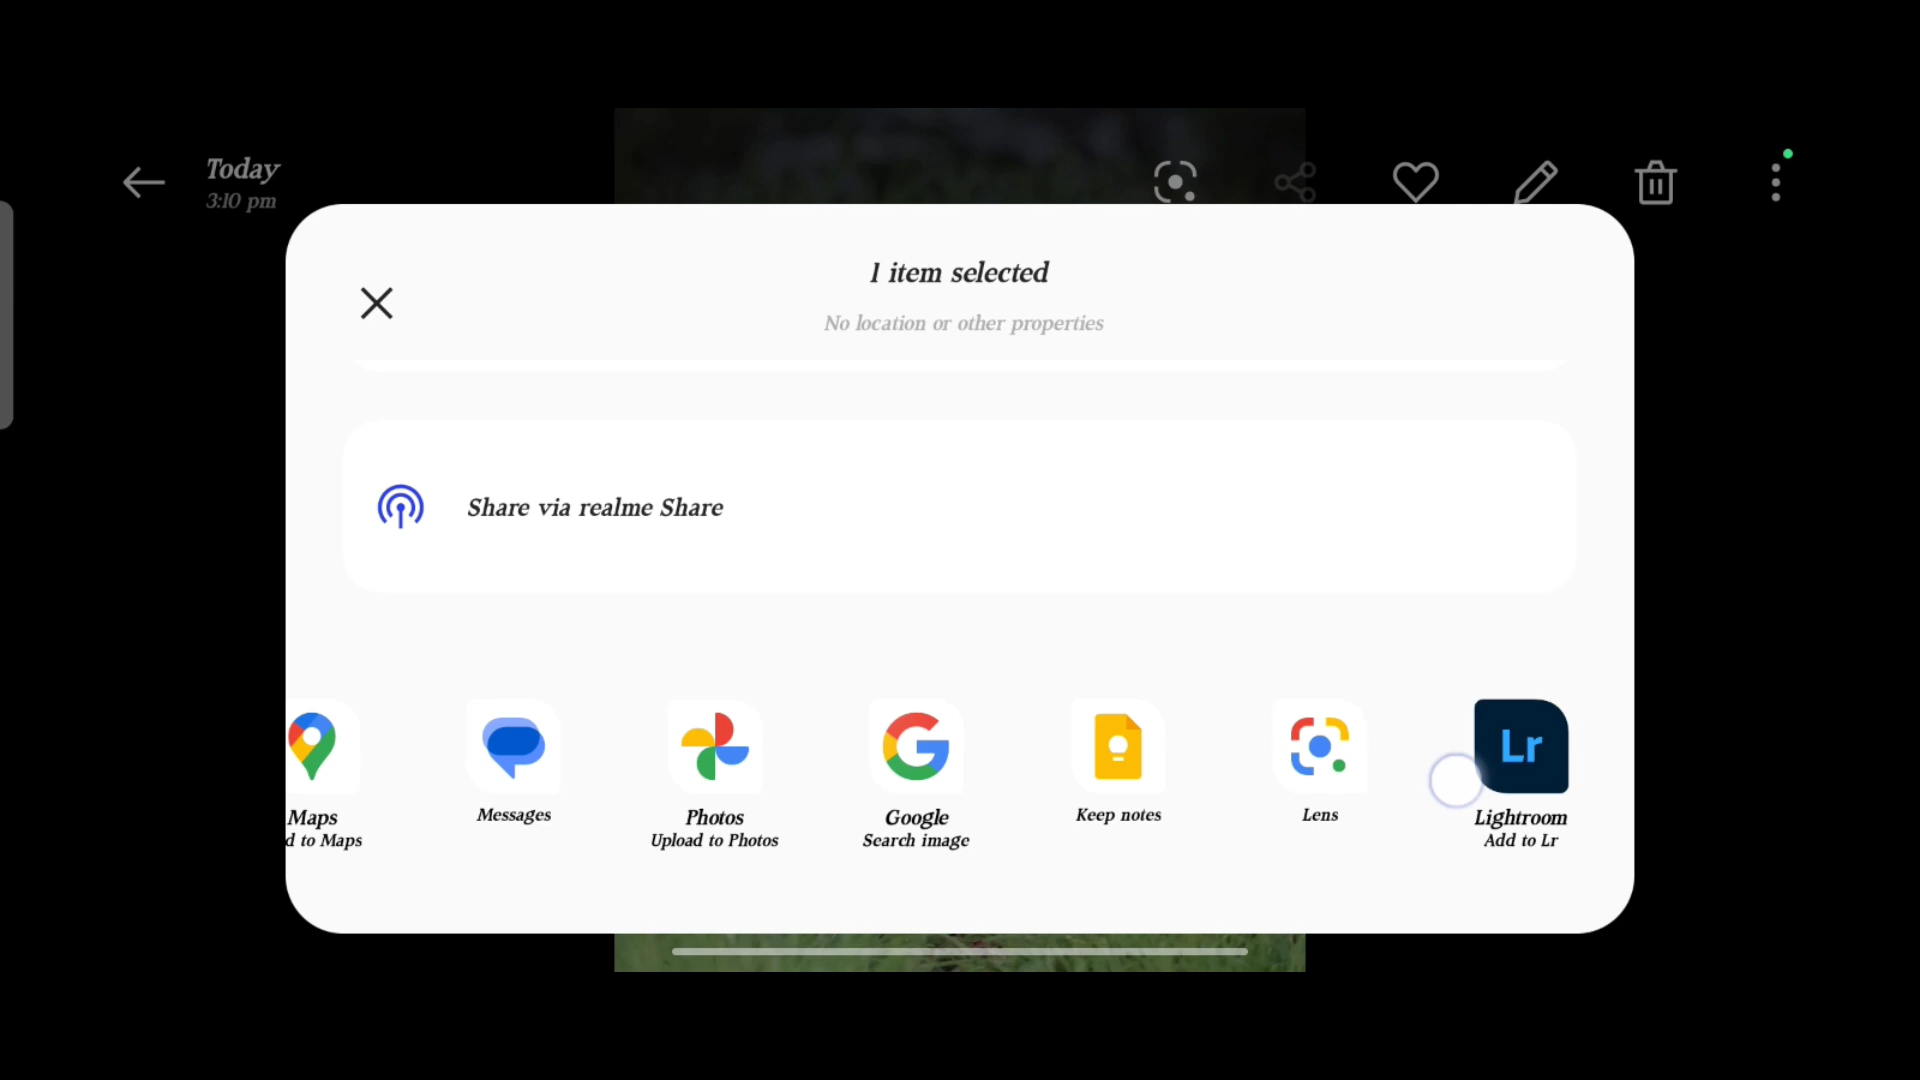 Today
3:10 pm
1 item selected
No location or other properties
Share via realme Share
Maps
d to Maps
Messages
Photos
Upload to Photos
Google
Search image
Keep notes
Lens
Lr
Lightroom
Add to Lr